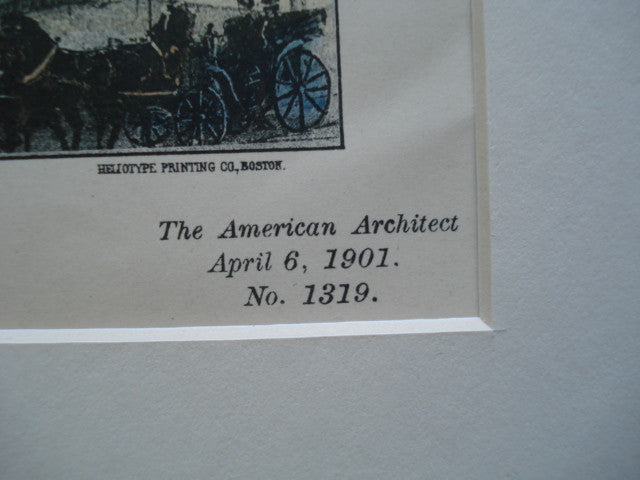 HELIOTYPE PRINTING CO., BOSTON.
The American Architect
April 6, 1901.
No. 1319.